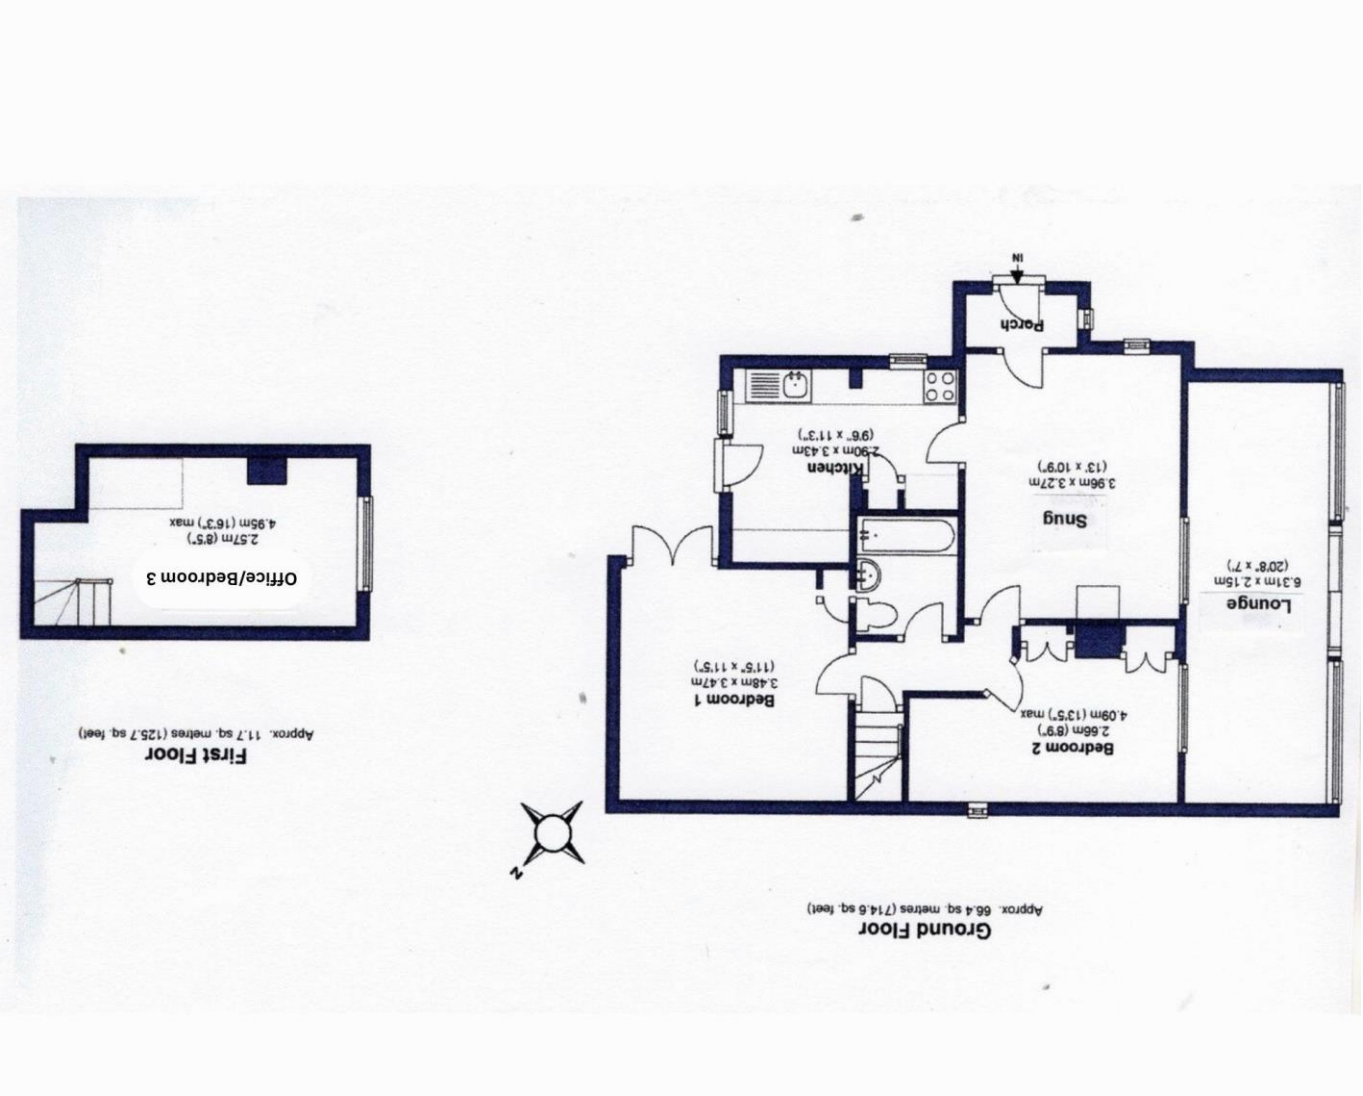 Ground Floor
Approx. 66.4 sq. metres (714.6 sq. feet)
Lounge
6.31m x 2.15m
(20'8" x 7')
Bedroom 2
2.66m (8'9")
4.09m (13'5") max
Bedroom 1
3.48m x 3.47m
(11'5" x 11'5")
Snug
3.96m x 3.27m
(13' x 10'9")
Kitchen
2.90m x 3.43m
(9'6" x 11'3")
Porch
IN
N
First Floor
Approx. 11.7 sq. metres (125.7 sq. feet)
Office/Bedroom 3
2.57m (8'5")
4.95m (16'3") max